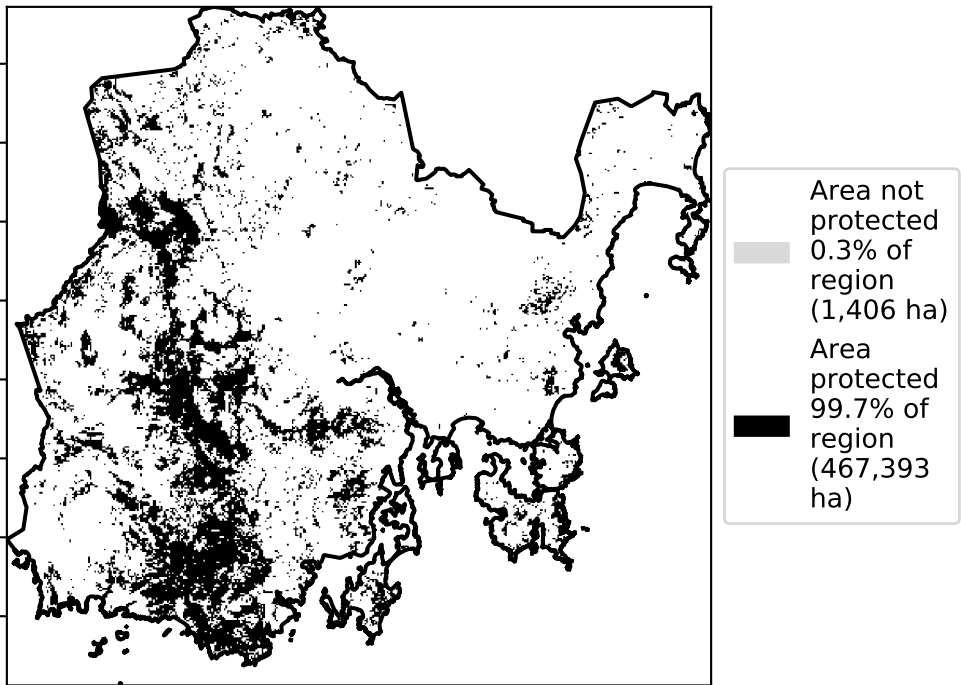 Area not
protected
0.3% of
region
(1,406 ha)
Area
protected
99.7% of
region
(467,393
ha)